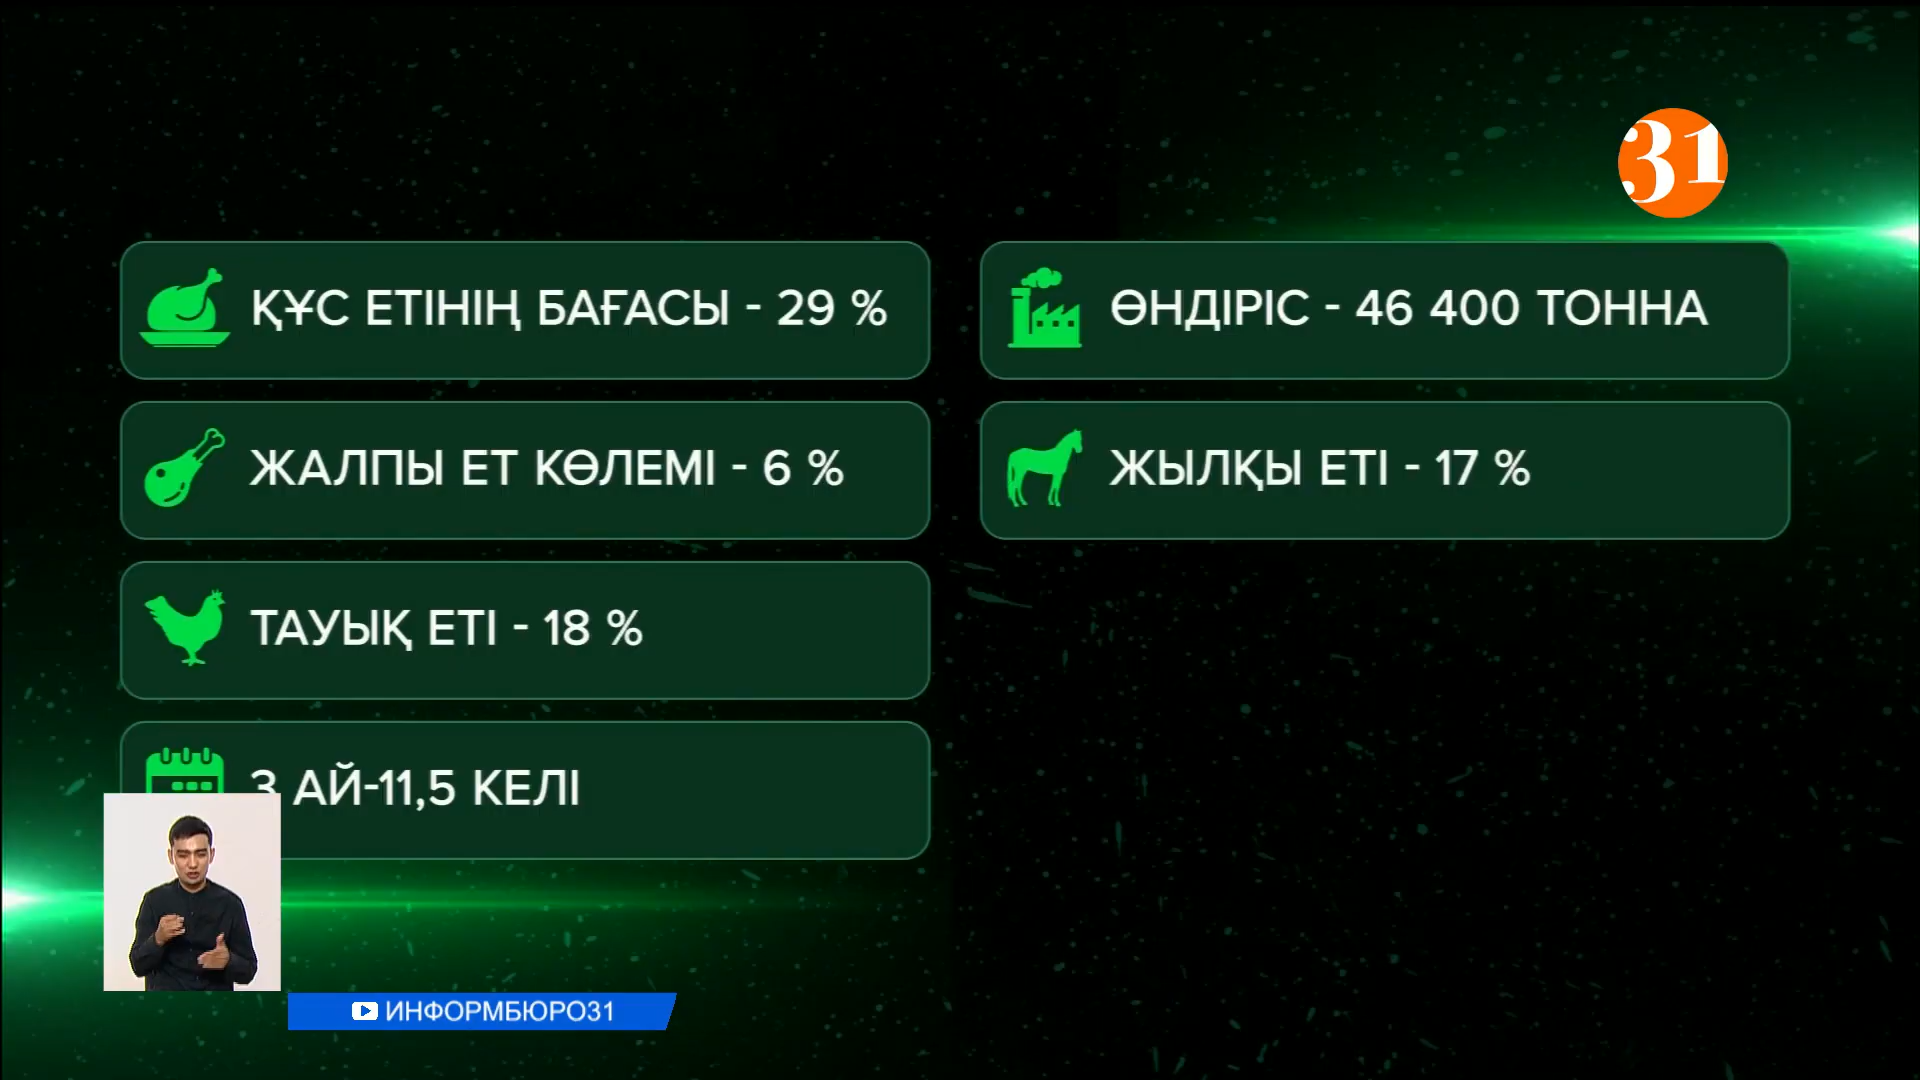 31
ҚҰС ЕТІНІҢ БАҒАСЫ - 29 %
ЖАЛПЫ ЕТ КӨЛЕМІ - 6 %
ТАУЫҚ ЕТІ - 18 %
3 АЙ-11,5 КЕЛІ
ӨНДІРІС - 46 400 ТОННА
ЖЫЛҚЫ ЕТІ - 17 %
ИНФОРМБЮРО31